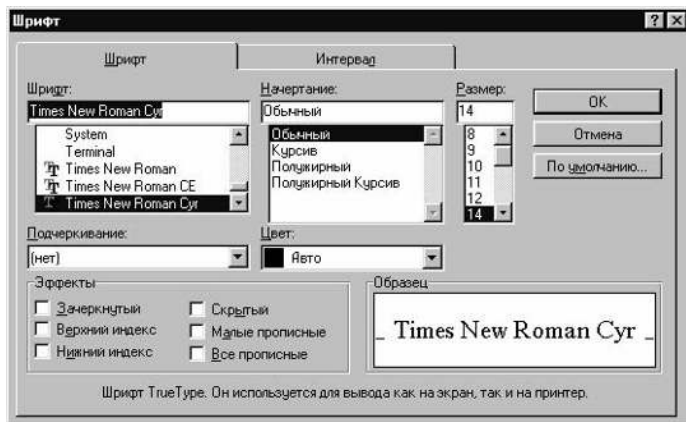 Шрифт
Шрифт Интервал
Шрифт: Начертание: Размер:
Times New Roman Cyr Обычный 14 OK
System Обычный 8 Отмена
Terminal Курсив 9
Times New Roman Полужирный 10 По умолчанию...
Times New Roman CE Полужирный Курсив 11
Times New Roman Cyr 12
14
Подчеркивание: Цвет:
(нет) Авто
Эффекты Образец
Зачеркнутый Скрытый
Верхний индекс Малые прописные
Нижний индекс Все прописные
Times New Roman Cyr
Шрифт TrueType. Он используется для вывода как на экран, так и на принтер.